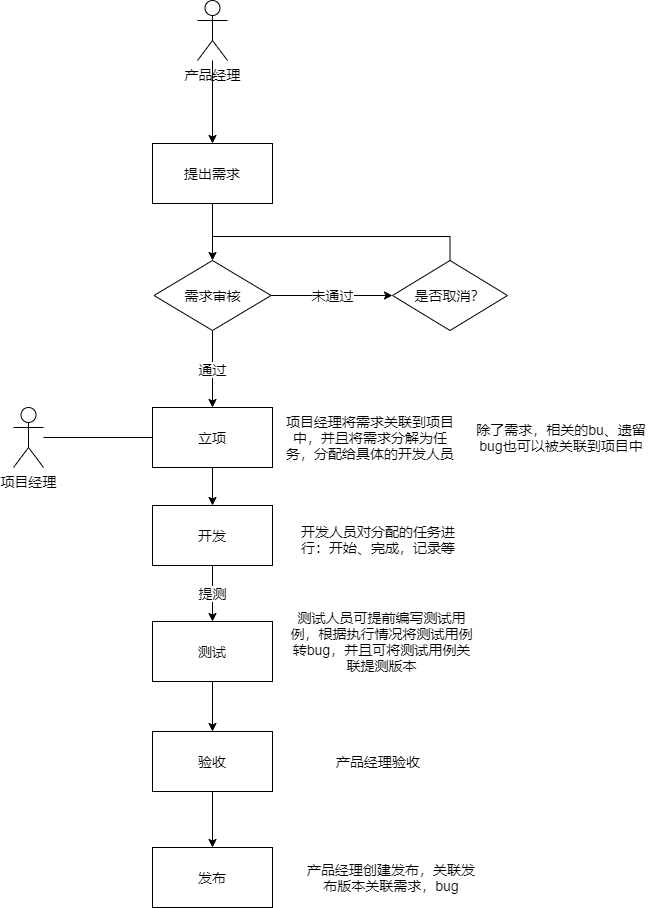 产品经理
提出需求
需求审核
未通过
是否取消？
通过
立项
项目经理
项目经理将需求关联到项目
中，并且将需求分解为任
务，分配给具体的开发人员
除了需求，相关的bu、遗留
bug也可以被关联到项目中
开发
开发人员对分配的任务进
行：开始、完成，记录等
提测
测试
测试人员可提前编写测试用
例，根据执行情况将测试用例
转bug，并且可将测试用例关
联提测版本
验收
产品经理验收
发布
产品经理创建发布，关联发
布版本关联需求，bug